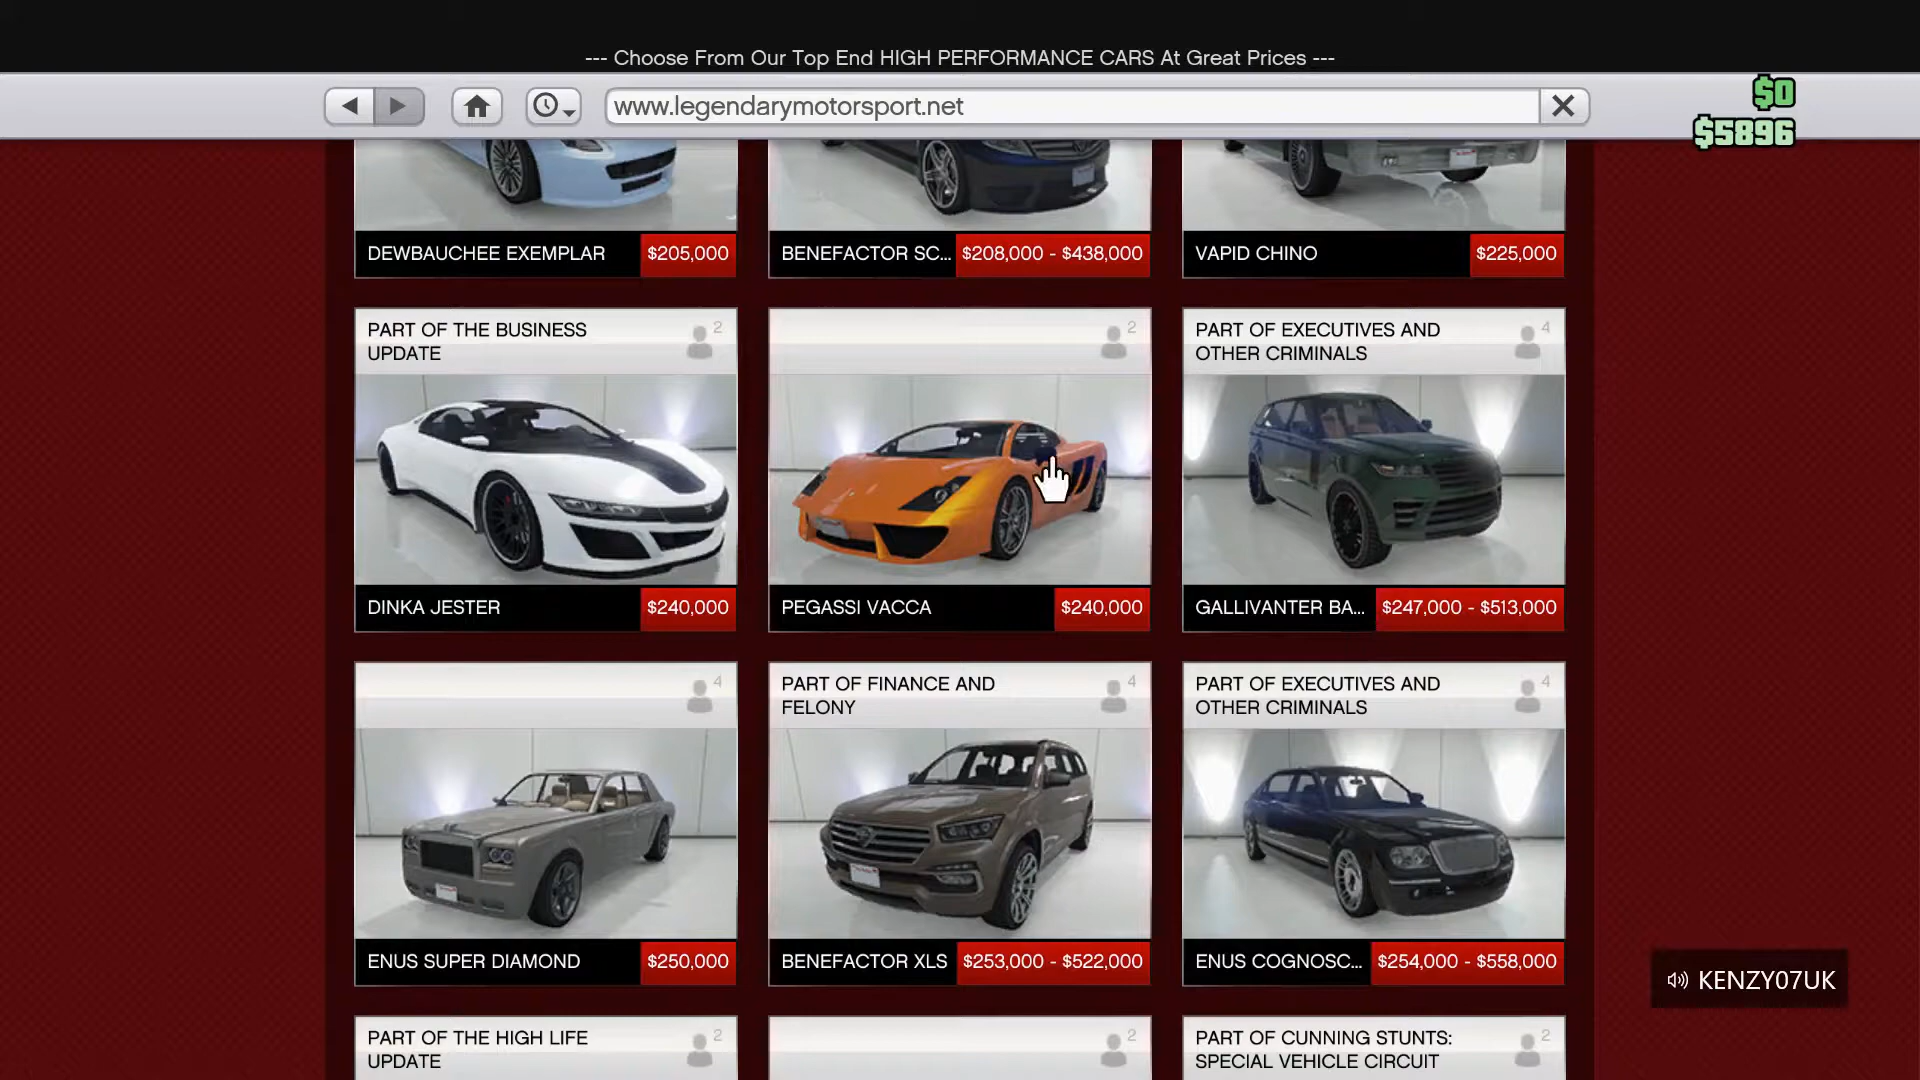 --- Choose From Our Top End HIGH PERFORMANCE CARS At Great Prices ---
www.legendarymotorsport.net
$0
$5896
DEWBAUCHEE EXEMPLAR $205,000
BENEFACTOR SC... $208,000 - $438,000
VAPID CHINO $225,000
PART OF THE BUSINESS
UPDATE
2
2
PART OF EXECUTIVES AND
OTHER CRIMINALS
4
DINKA JESTER $240,000
PEGASSI VACCA $240,000
GALLIVANTER BA... $247,000 - $513,000
4
PART OF FINANCE AND
FELONY
4
PART OF EXECUTIVES AND
OTHER CRIMINALS
4
ENUS SUPER DIAMOND $250,000
BENEFACTOR XLS $253,000 - $522,000
ENUS COGNOSC... $254,000 - $558,000
KENZY07UK
PART OF THE HIGH LIFE
UPDATE
2
2
PART OF CUNNING STUNTS:
SPECIAL VEHICLE CIRCUIT
2